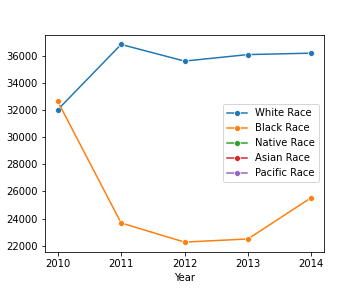 36000
34000
32000
30000
28000
26000
24000
22000
White Race
Black Race
Native Race
Asian Race
Pacific Race
2010 2011 2012 2013 2014
Year